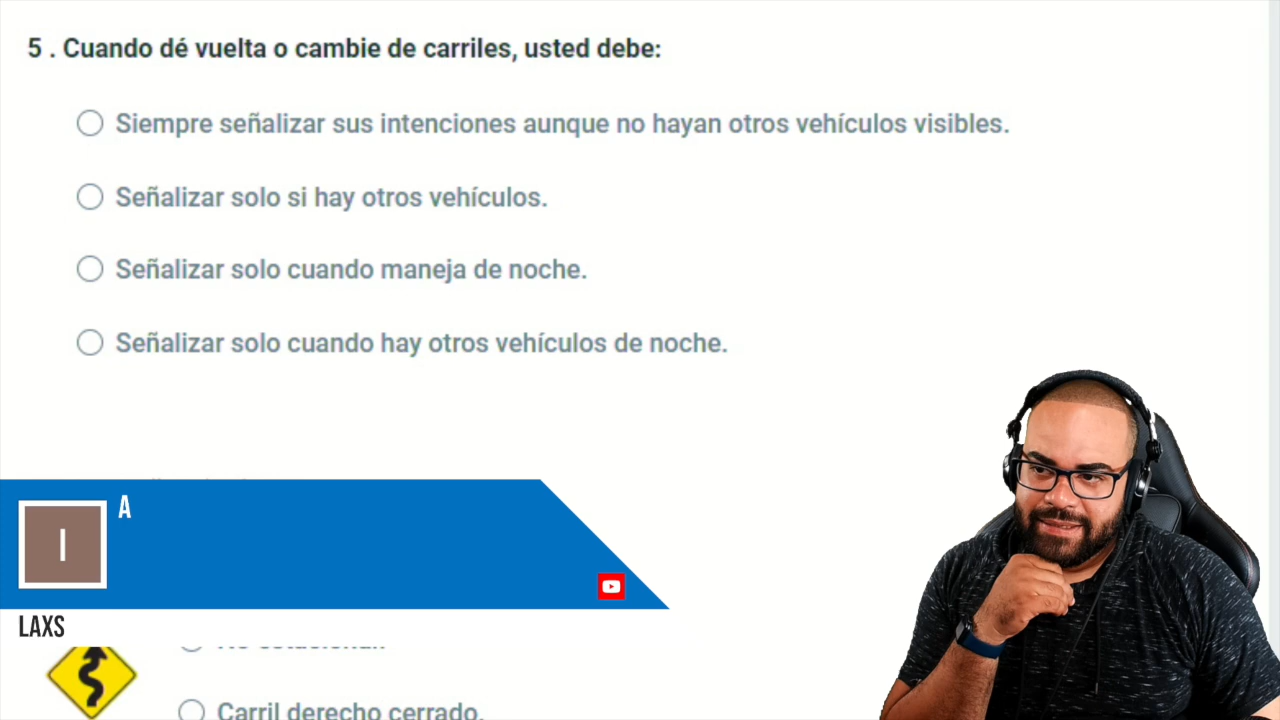 5 . Cuando dé vuelta o cambie de carriles, usted debe:
Siempre señalizar sus intenciones aunque no hayan otros vehículos visibles.
Señalizar solo si hay otros vehículos.
Señalizar solo cuando maneja de noche.
Señalizar solo cuando hay otros vehículos de noche.
A
I
LAXS
Carril derecho cerrado.